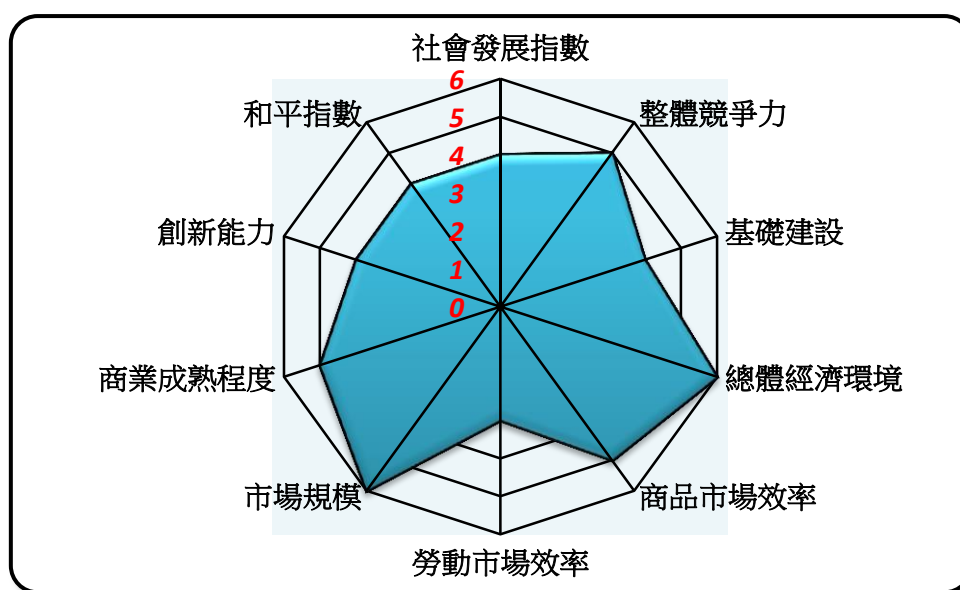 社會發展指數
整體競爭力
基礎建設
總體經濟環境
商品市場效率
勞動市場效率
市場規模
商業成熟程度
創新能力
和平指數
6
5
4
3
2
1
0